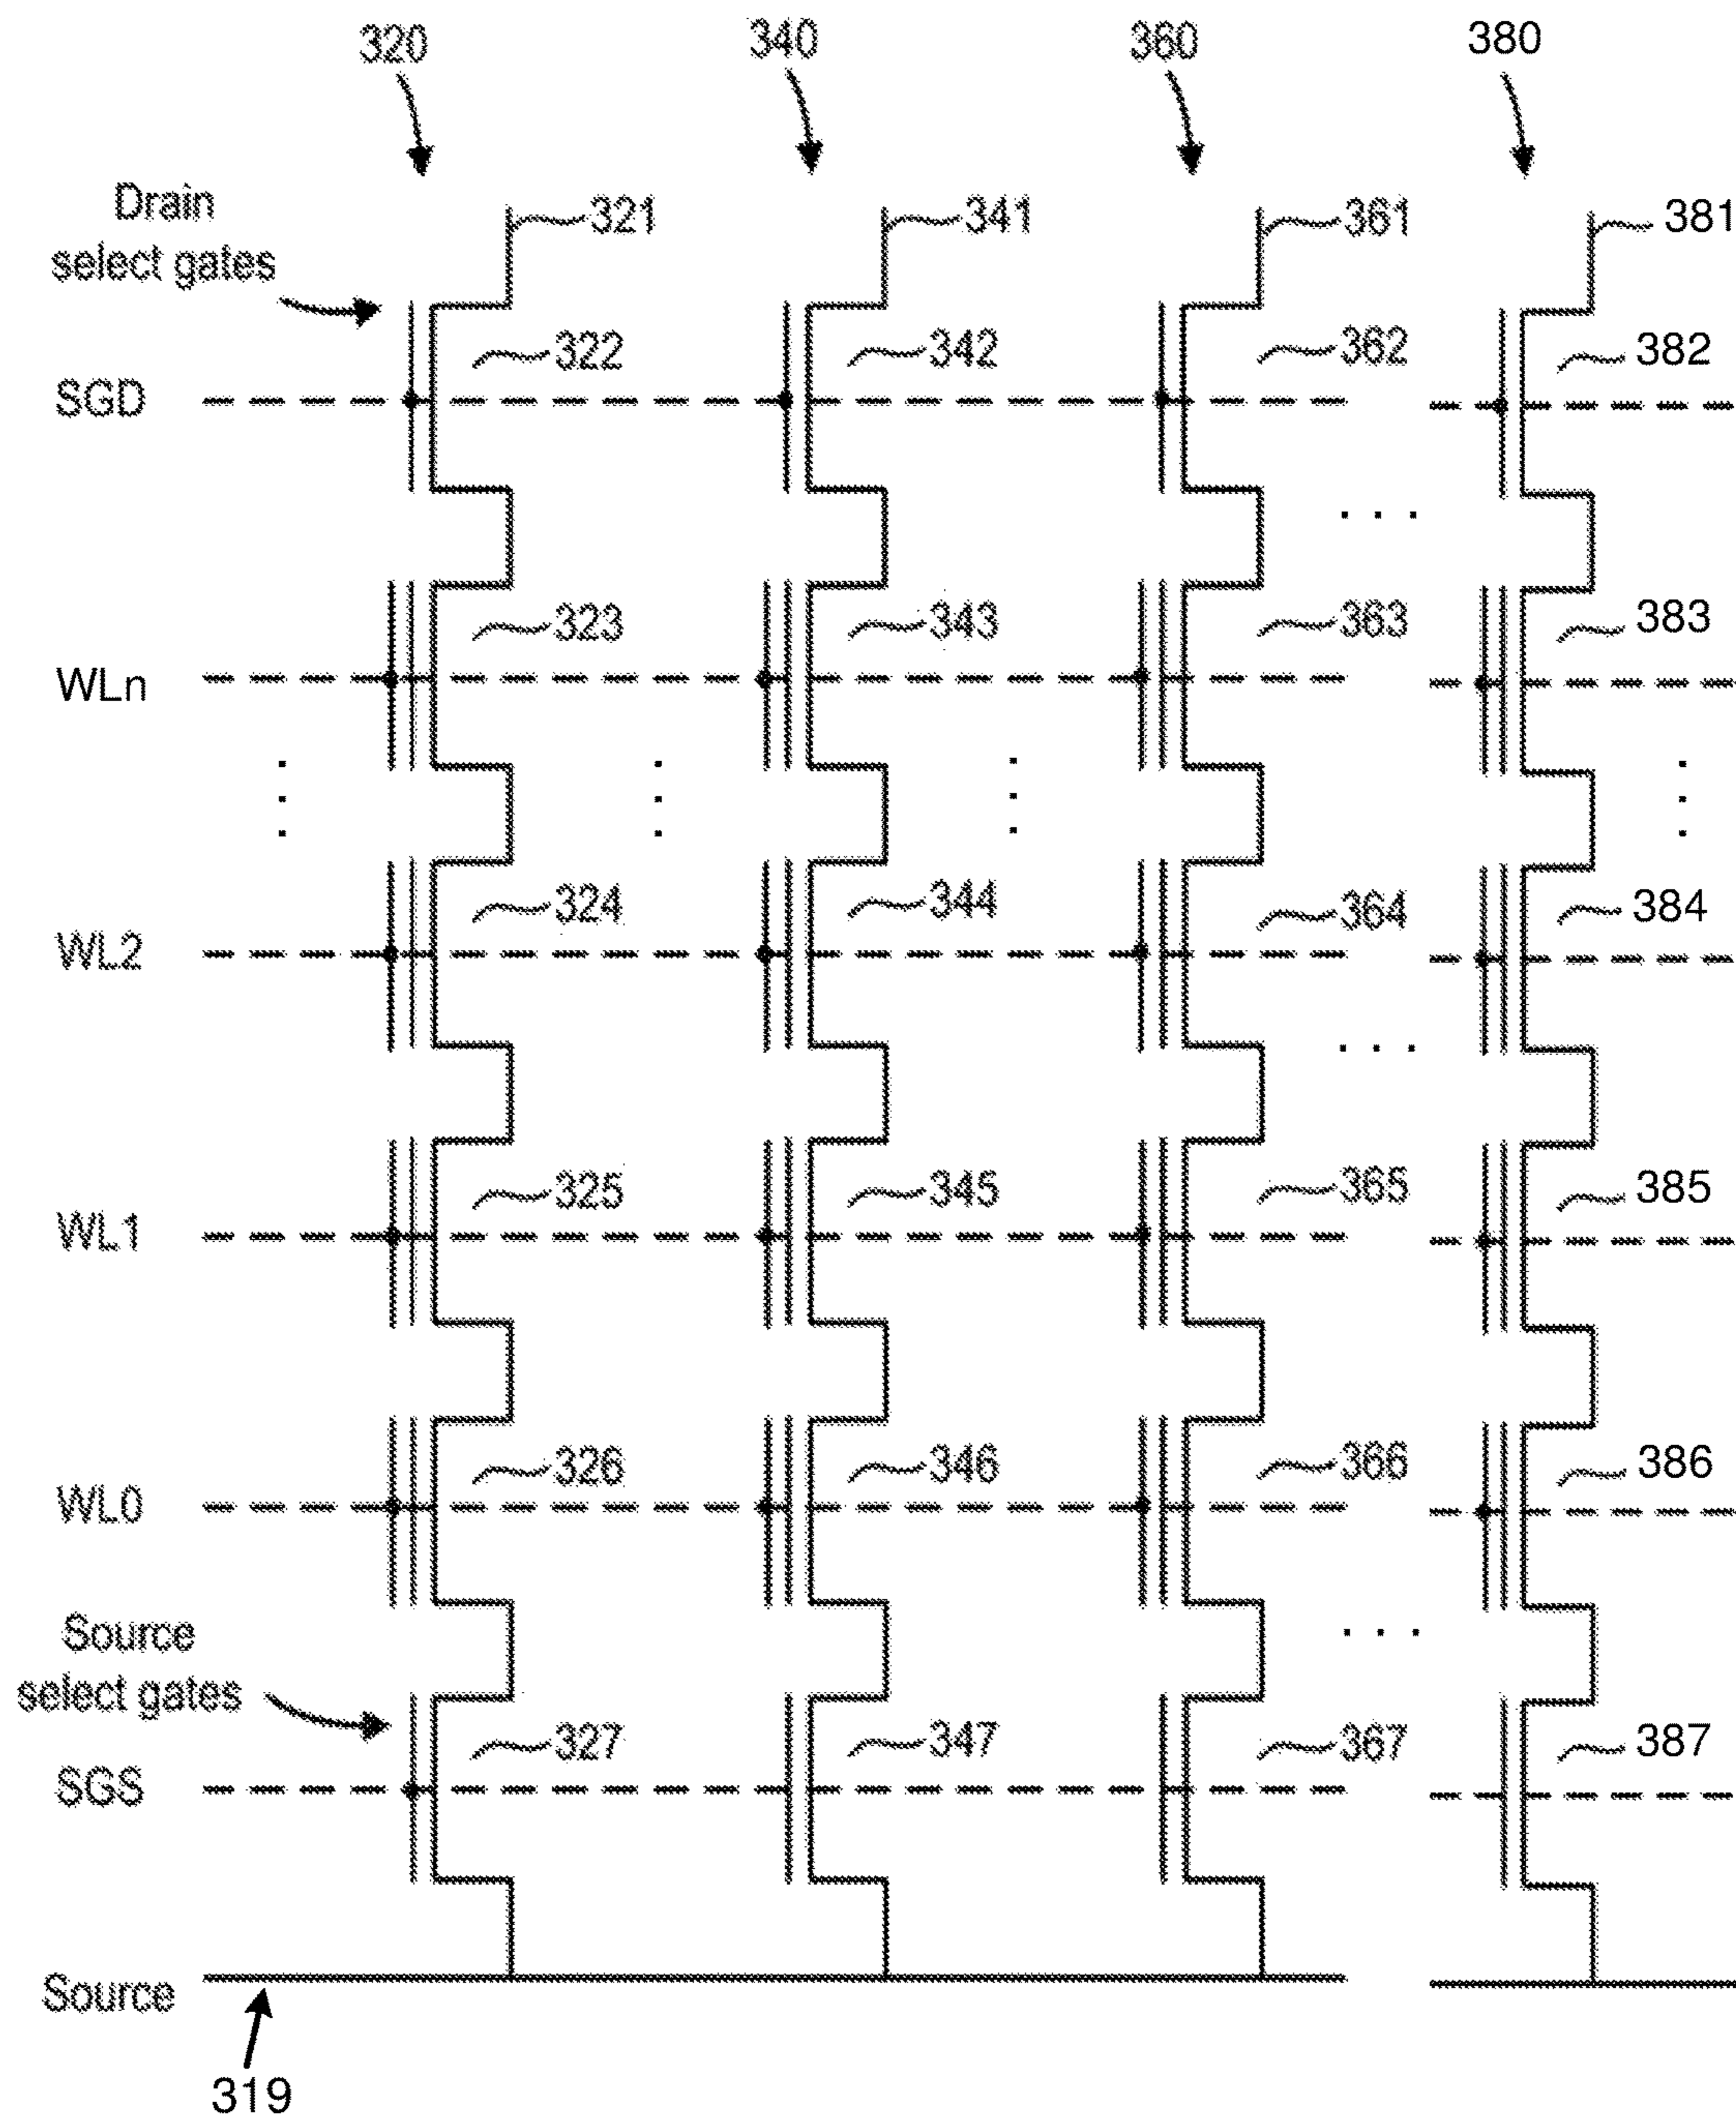 320 340 360 380
Drain
select gates
321 341 361 381
322 342 362 382
SGD
. . .
323 343 363 383
WLn
324 344 364 384
WL2
. . .
325 345 365 385
WL1
326 346 366 386
WL0
Source
select gates
. . .
327 347 367 387
SGS
Source
319